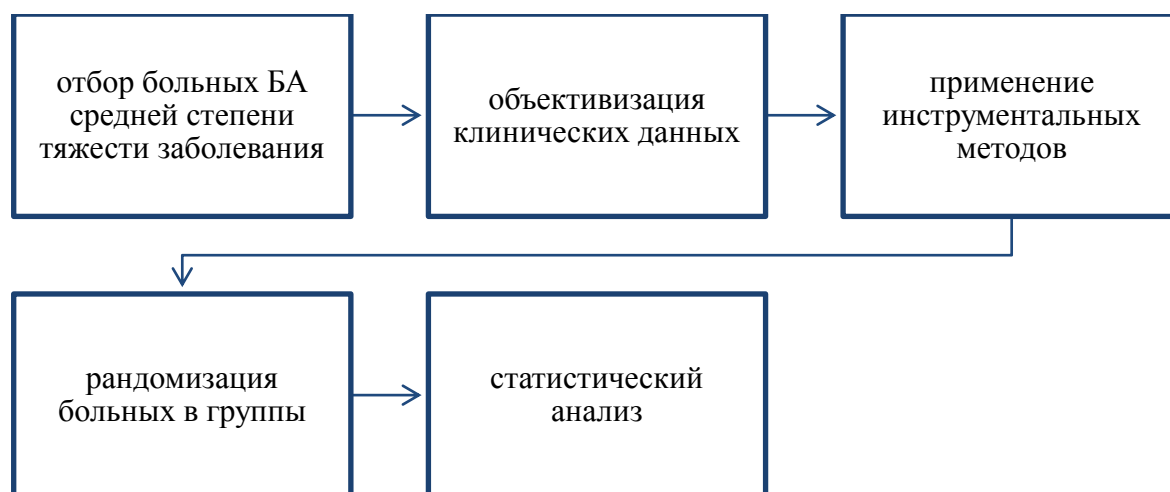 отбор больных БА
средней степени
тяжести заболевания
объективизация
клинических данных
применение
инструментальных
методов
рандомизация
больных в группы
статистический
анализ